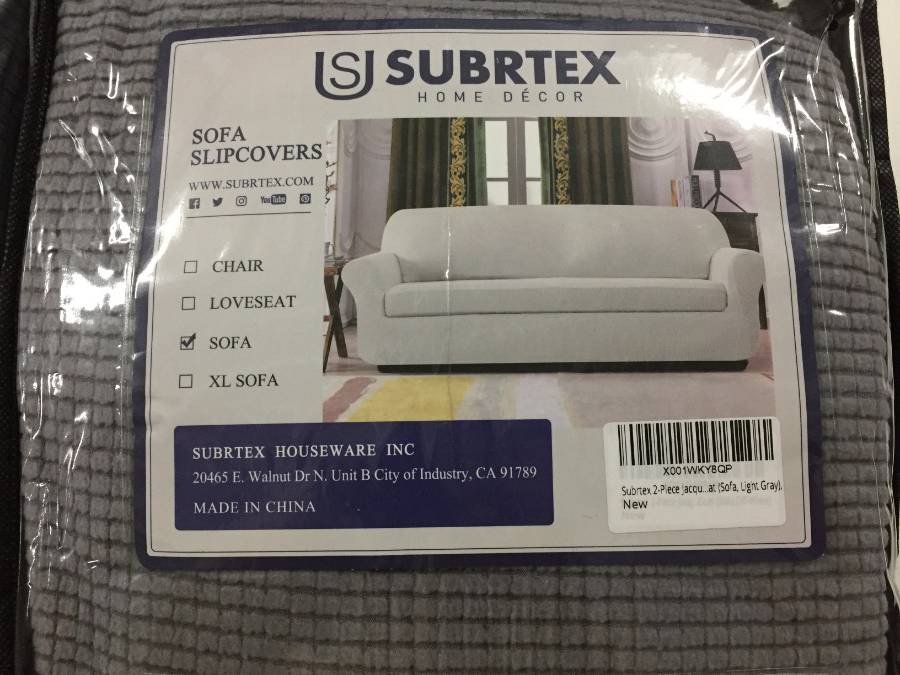 SUBRTEX
HOME DÉCOR
SOFA
SLIPCOVERS
WWW.SUBRTEX.COM
YouTube
CHAIR
LOVESEAT
SOFA
XL SOFA
SUBRTEX HOUSEWARE INC
20465 E. Walnut Dr N. Unit B City of Industry, CA 91789
MADE IN CHINA
X001WKY8QP
Subrtex 2-Piece Jacqu...at (Sofa, Light Gray).
New